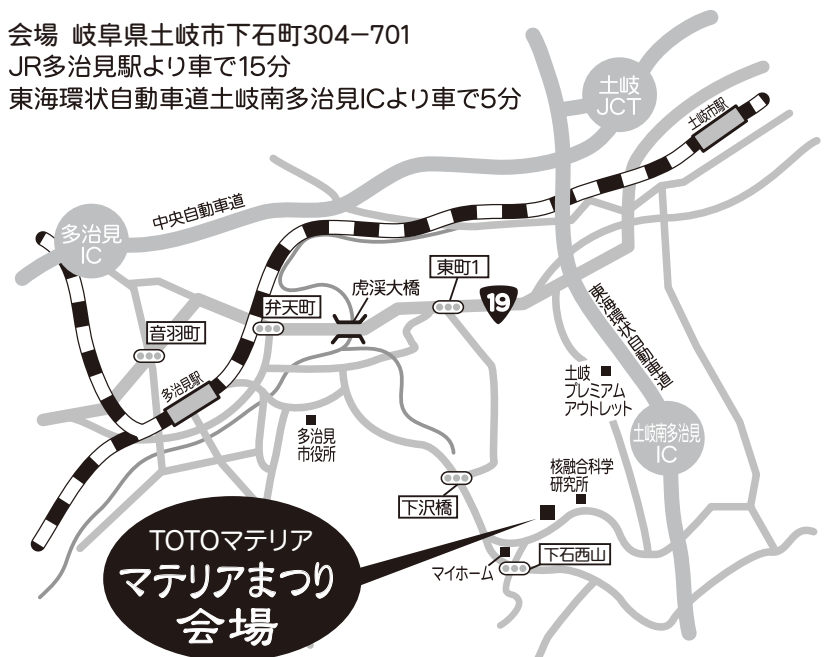 会場 岐阜県土岐市下石町304−701
JR多治見駅より車で15分
東海環状自動車道土岐南多治見ICより車で5分
土岐
JCT
土岐市駅
中央自動車道
多治見
IC
東町1
虎渓大橋
弁天町
19
音羽町
東海環状自動車道
土岐
プレミアム
アウトレット
多治見駅
多治見
市役所
土岐南多治見
IC
核融合科学
研究所
下沢橋
TOTOマテリア
マテリアまつり
会場
下石西山
マイホーム